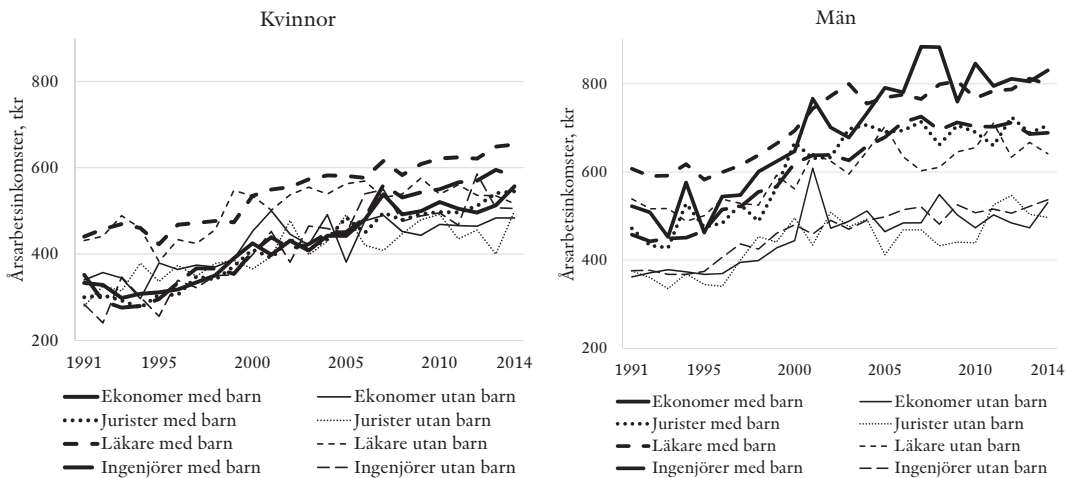 Kvinnor
Årsarbetsinkomster, tkr
800
600
400
200
1991 1995 2000 2005 2010 2014
Ekonomer med barn Ekonomer utan barn
Jurister med barn Jurister utan barn
Läkare med barn Läkare utan barn
Ingenjörer med barn Ingenjörer utan barn
Män
Årsarbetsinkomster, tkr
800
600
400
200
1991 1995 2000 2005 2010 2014
Ekonomer med barn Ekonomer utan barn
Jurister med barn Jurister utan barn
Läkare med barn Läkare utan barn
Ingenjörer med barn Ingenjörer utan barn